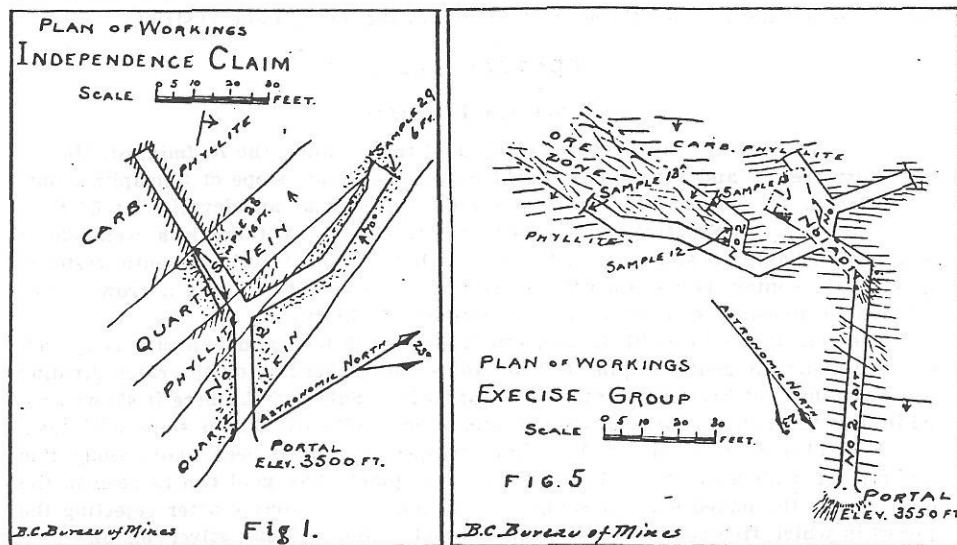 PLAN OF WORKINGS
INDEPENDENCE CLAIM
SCALE 0 5 10 20 30 FEET.
CARB. PHYLLITE
SAMPLE 29
6 FT.
SAMPLE 28
16 FT.
QUARTZ VEIN
PHYLLITE
QUARTZ VEIN
ASTRONOMIC NORTH
PORTAL
ELEV. 3500 FT.
B.C. Bureau of Mines Fig 1.
ORE
ZONE
CARB. PHYLLITE
SAMPLE 13
SAMPLE
PHYLLITE
SAMPLE 12
NO 2
ASTRONOMIC NORTH
PLAN OF WORKINGS
EXECISE GROUP
SCALE 0 5 10 20 30 FEET.
NO 2 ADIT
FIG. 5
PORTAL
ELEV. 3550 FT.
B.C. Bureau of Mines